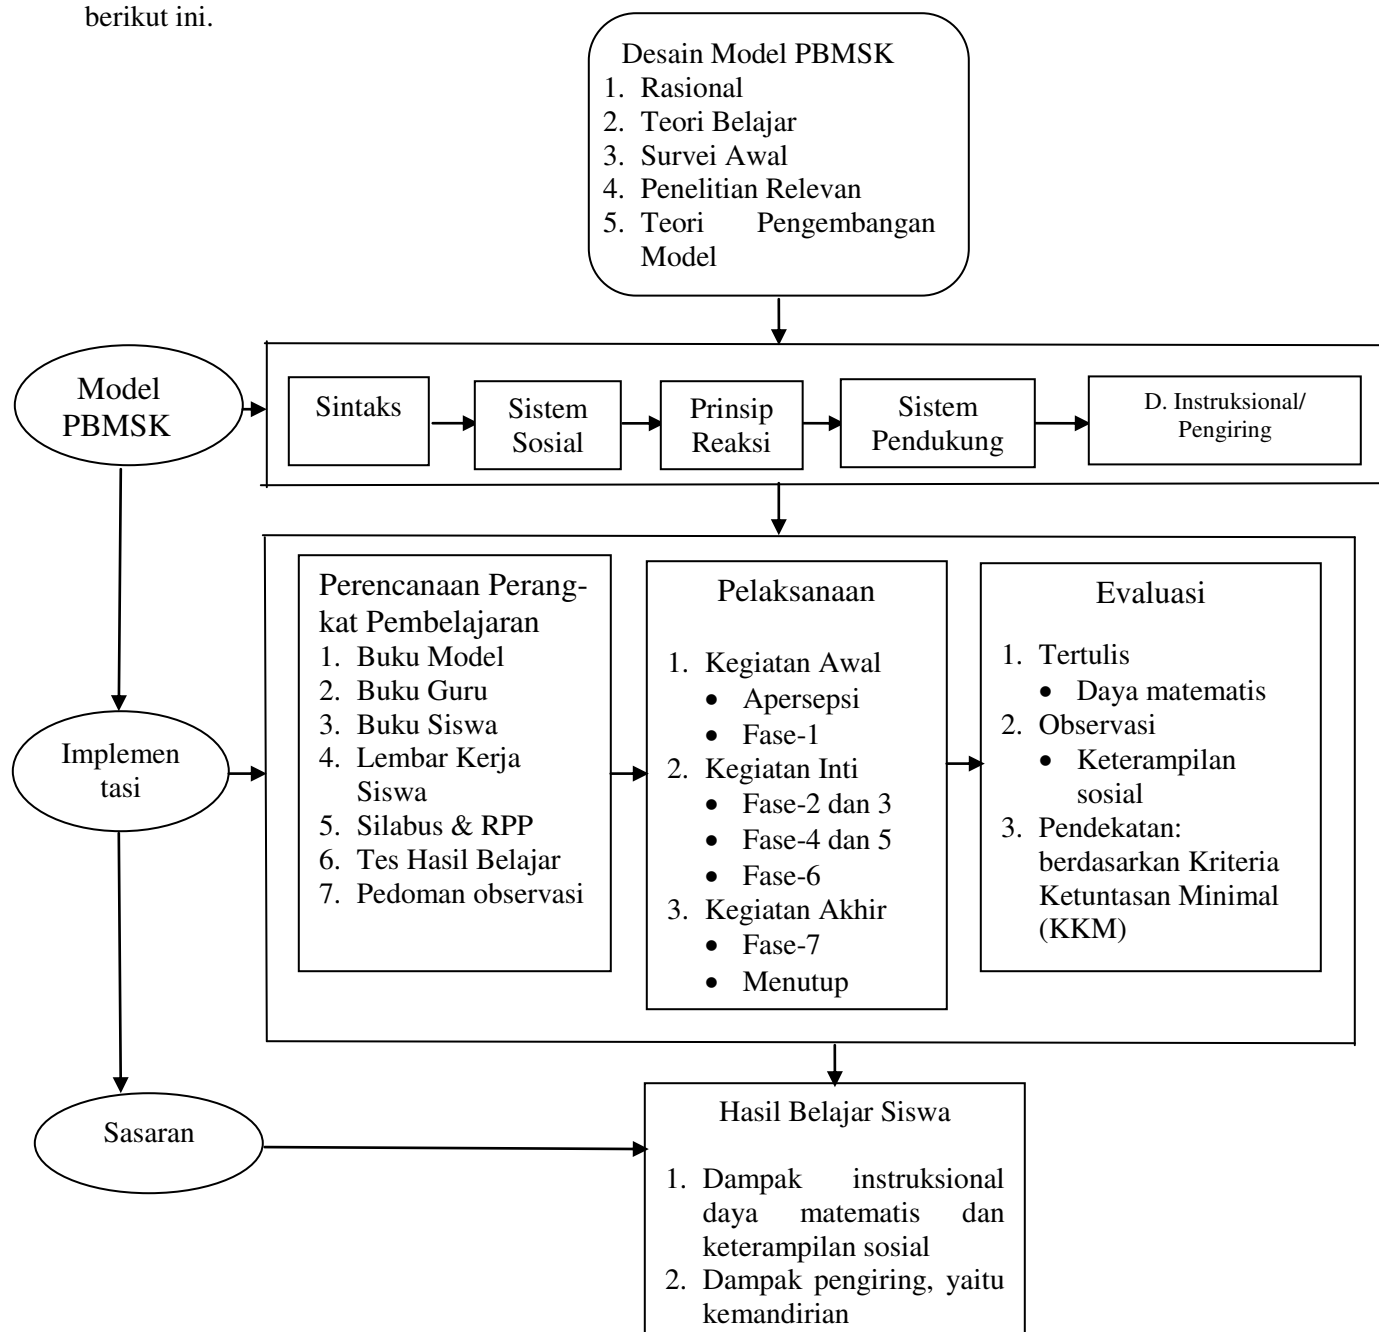 berikut ini.
Desain Model PBMSK
1. Rasional
2. Teori Belajar
3. Survei Awal
4. Penelitian Relevan
5. Teori Pengembangan
Model
Model
PBMSK
Sintaks
Sistem
Sosial
Prinsip
Reaksi
Sistem
Pendukung
D. Instruksional/
Pengiring
Implemen
tasi
Perencanaan Perang-
kat Pembelajaran
1. Buku Model
2. Buku Guru
3. Buku Siswa
4. Lembar Kerja
Siswa
5. Silabus & RPP
6. Tes Hasil Belajar
7. Pedoman observasi
Pelaksanaan
1. Kegiatan Awal
• Apersepsi
• Fase-1
2. Kegiatan Inti
• Fase-2 dan 3
• Fase-4 dan 5
• Fase-6
3. Kegiatan Akhir
• Fase-7
• Menutup
Evaluasi
1. Tertulis
• Daya matematis
2. Observasi
• Keterampilan
sosial
3. Pendekatan:
berdasarkan Kriteria
Ketuntasan Minimal
(KKM)
Sasaran
Hasil Belajar Siswa
1. Dampak instruksional
daya matematis dan
keterampilan sosial
2. Dampak pengiring, yaitu
kemandirian